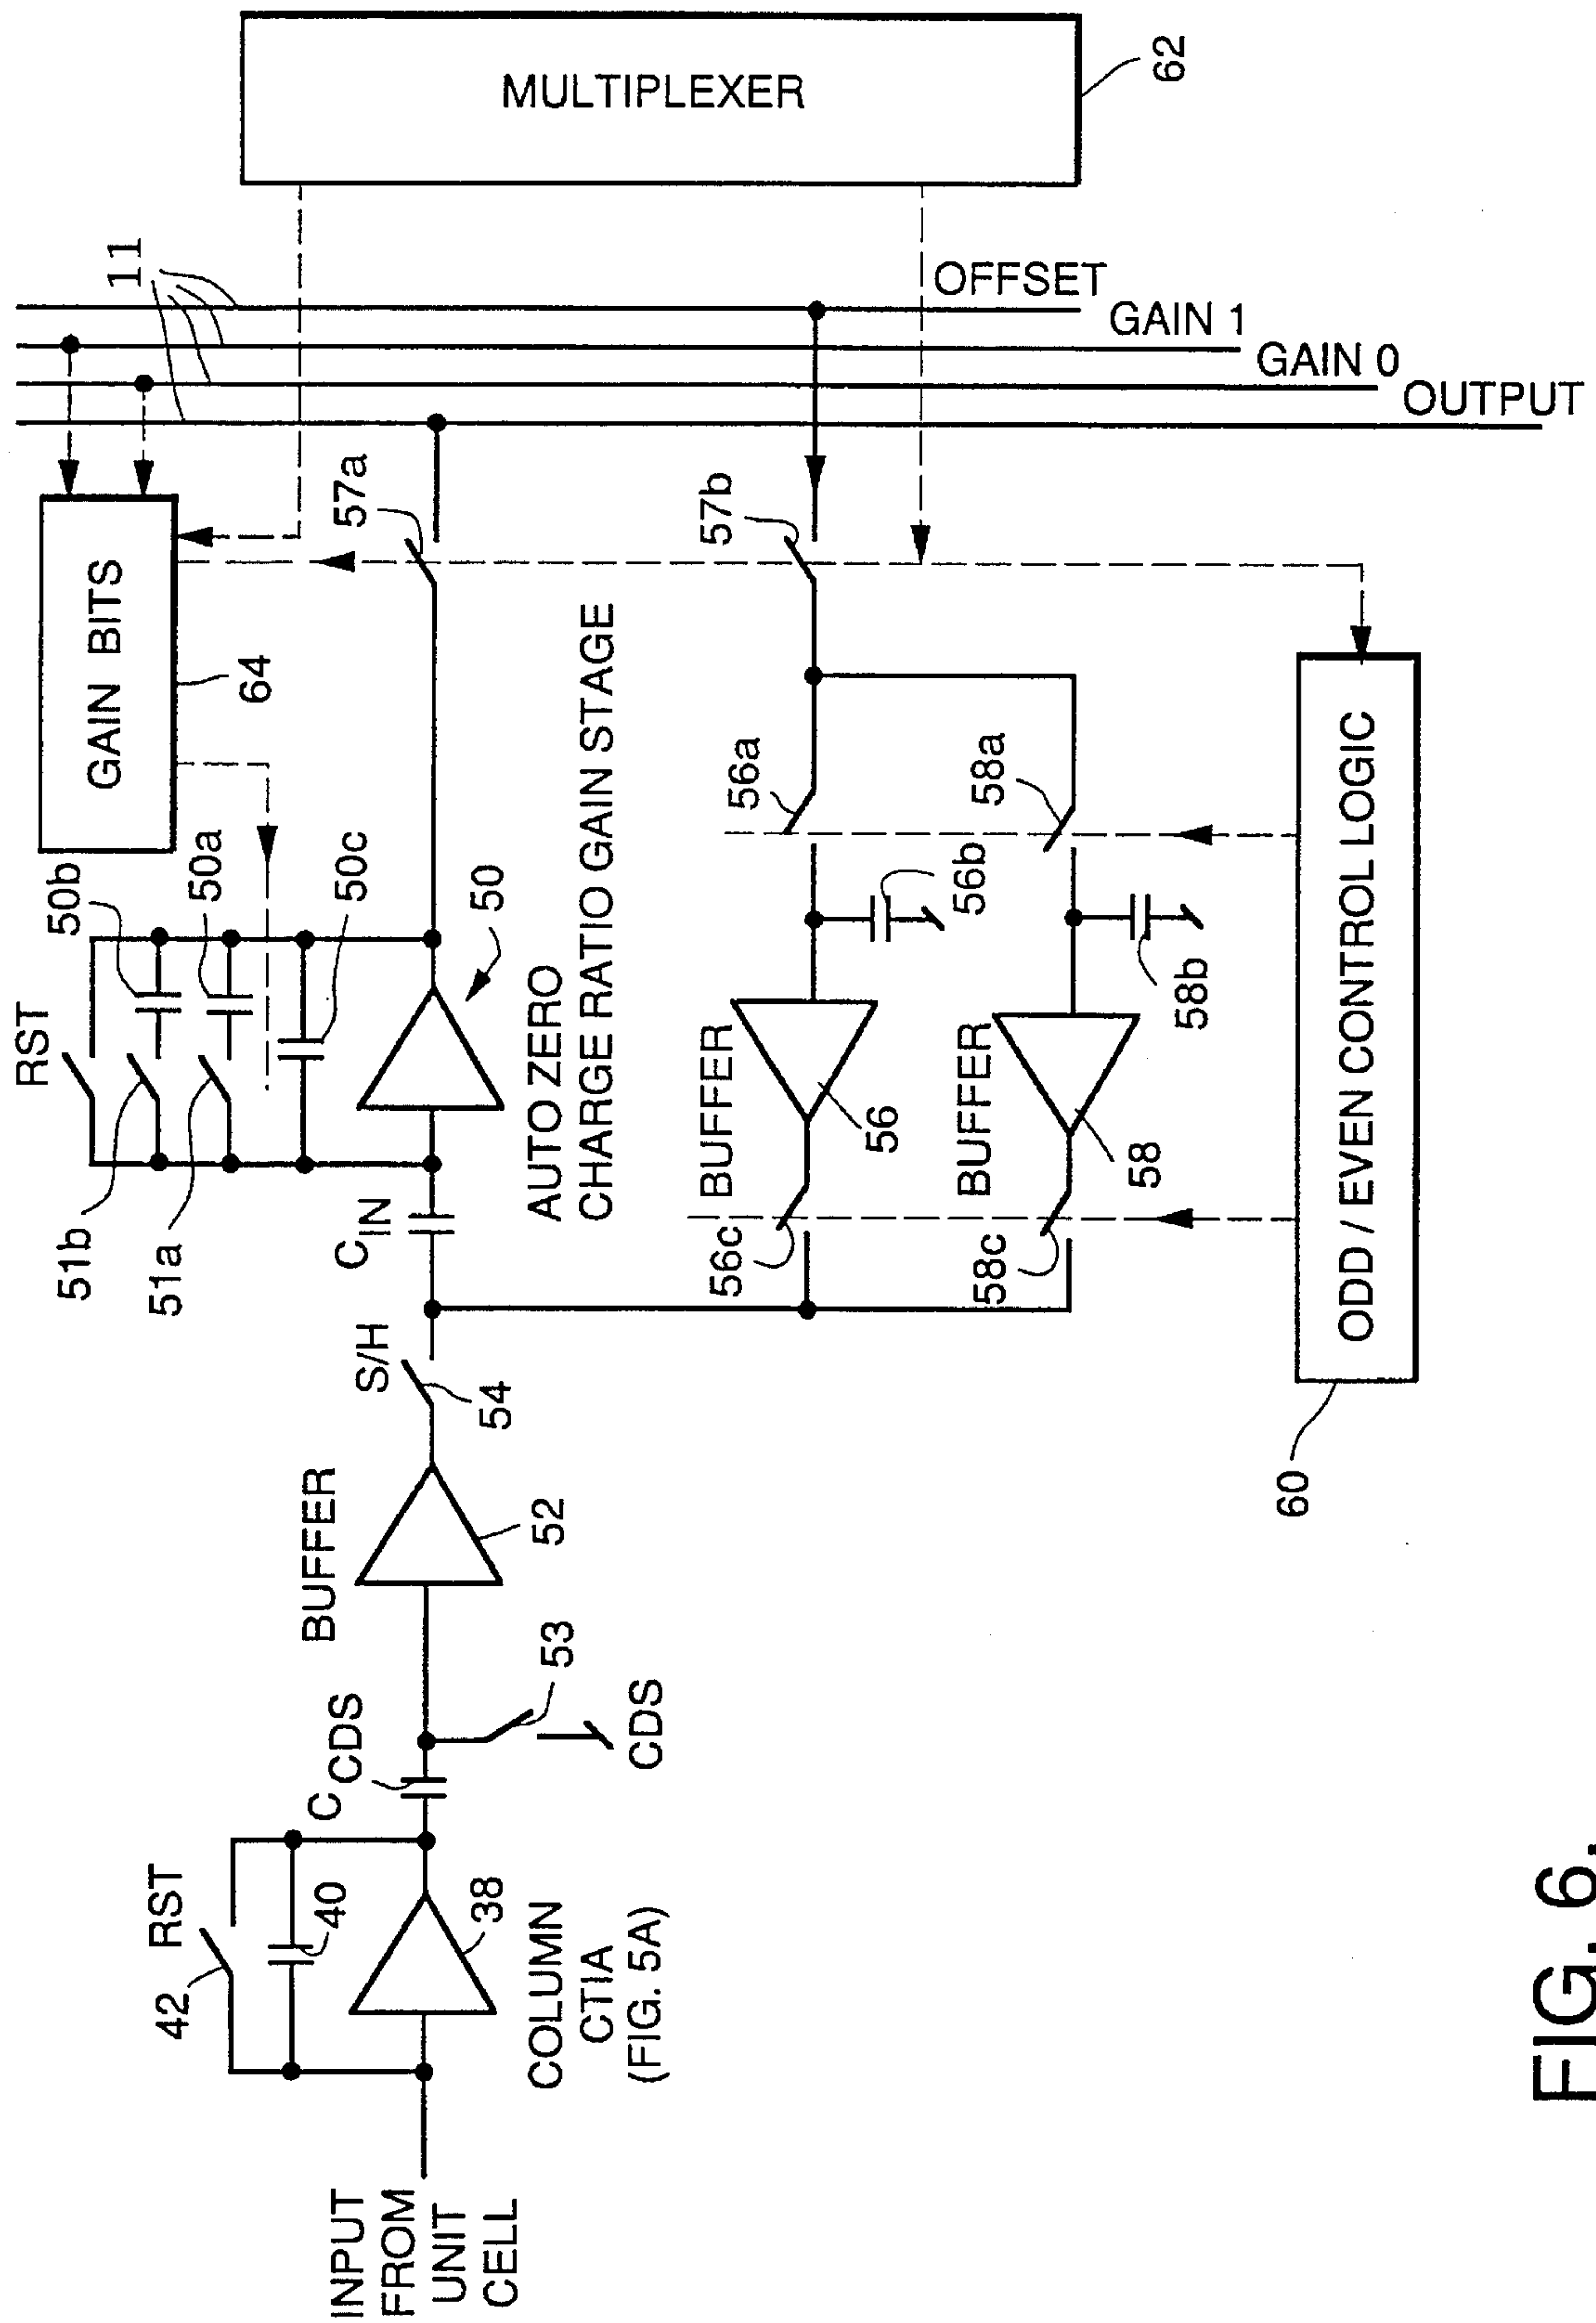 INPUT
FROM
UNIT
CELL
42
RST
40
38
COLUMN
CTIA
(FIG. 5A)
C CDS
53
CDS
BUFFER
52
S/H
54
C IN
RST
51b
51a
50b
50a
50c
50
AUTO ZERO
CHARGE RATIO GAIN STAGE
GAIN BITS
64
57a
57b
11
OFFSET
GAIN 1
GAIN 0
OUTPUT
MULTIPLEXER
62
56a
58a
56b
58b
BUFFER
56
BUFFER
58
56c
58c
ODD / EVEN CONTROL LOGIC
60
FIG. 6.